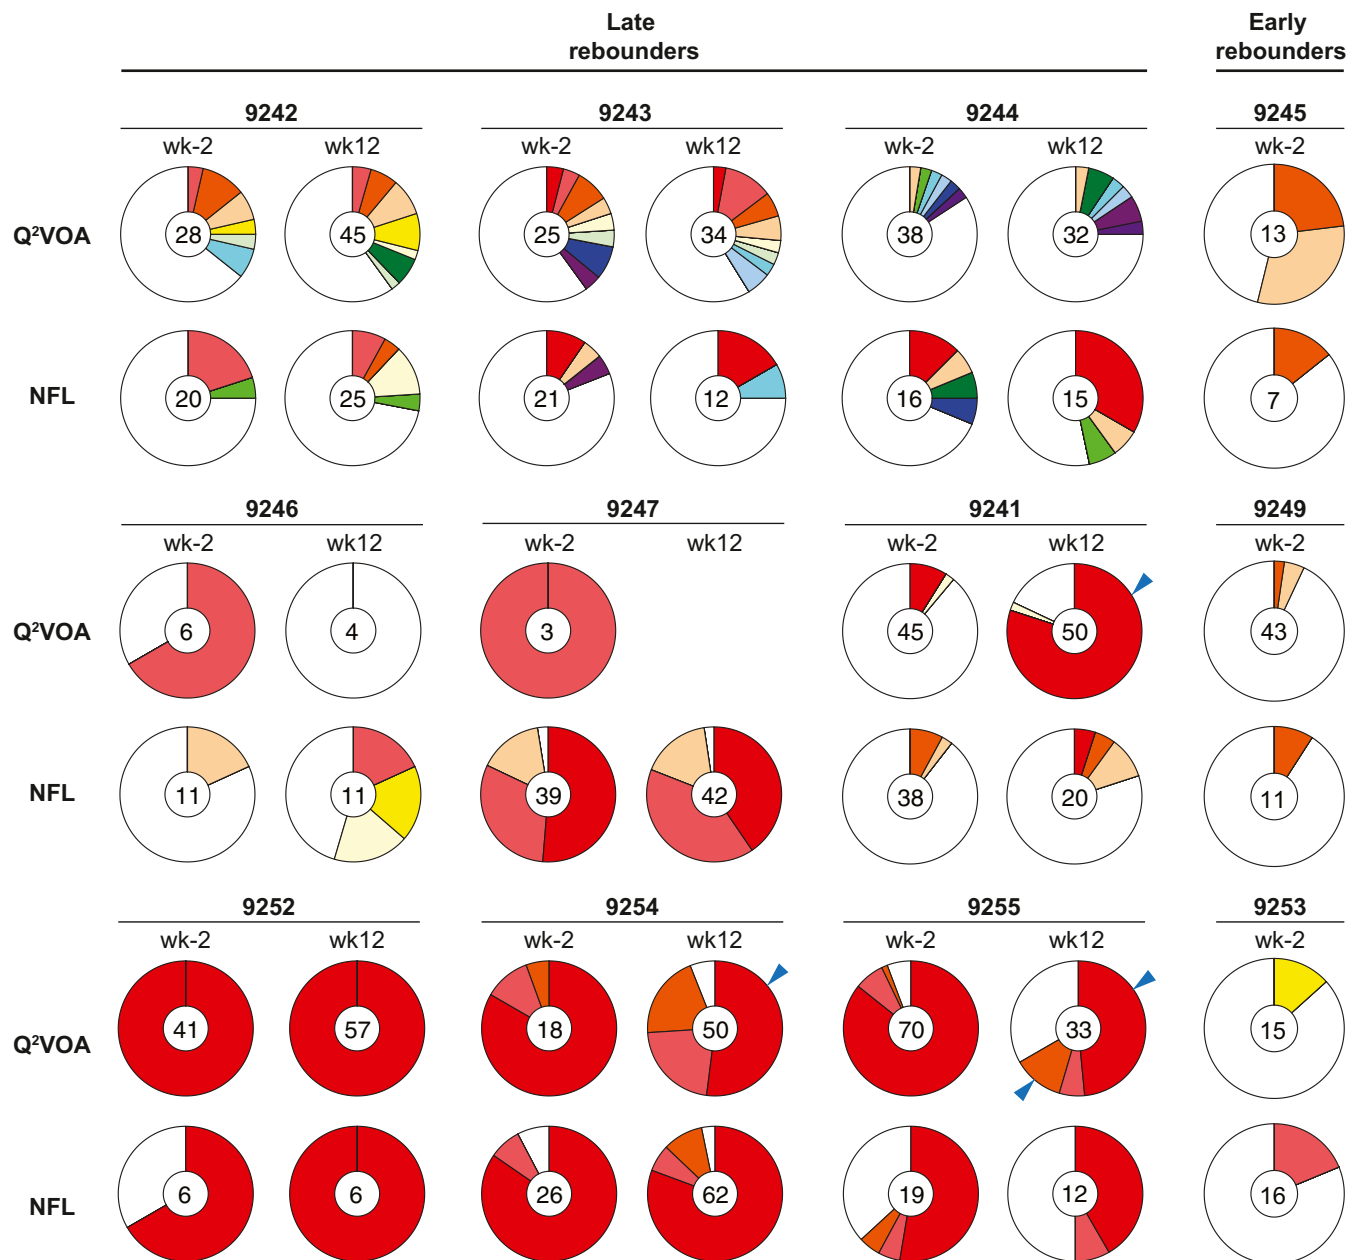 Late
rebounders
Early
rebounders
9242 9243 9244 9245
wk-2 wk12 wk-2 wk12 wk-2 wk12 wk-2
Q²VOA 28 45 25 34 38 32 13
NFL 20 25 21 12 16 15 7
9246 9247 9241 9249
wk-2 wk12 wk-2 wk12 wk-2 wk12 wk-2
Q²VOA 6 4 3 45 50 43
NFL 11 11 39 42 38 20 11
9252 9254 9255 9253
wk-2 wk12 wk-2 wk12 wk-2 wk12 wk-2
Q²VOA 41 57 18 50 70 33 15
NFL 6 6 26 62 19 12 16